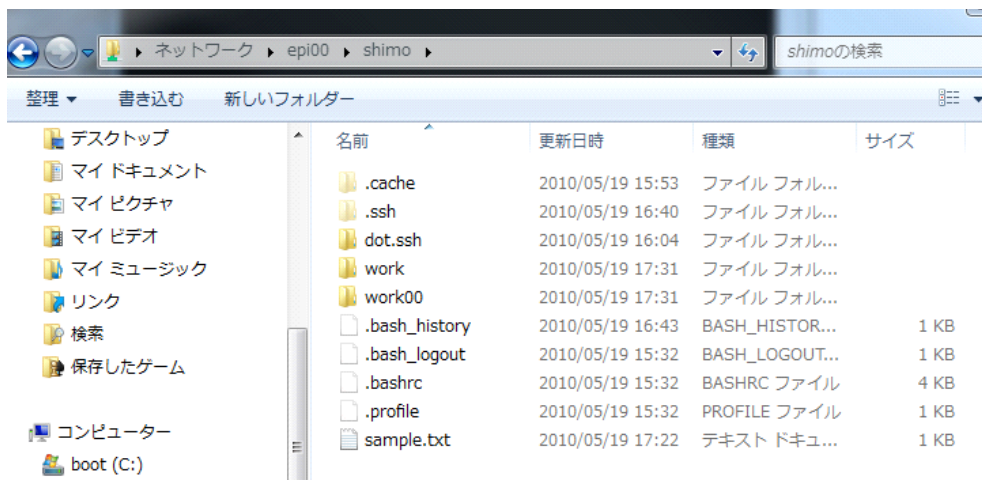 ネットワーク ▸ epi00 ▸ shimo ▸
shimoの検索
整理 ▼ 書き込む 新しいフォルダー
デスクトップ
マイ ドキュメント
マイ ピクチャ
マイ ビデオ
マイ ミュージック
リンク
検索
保存したゲーム
コンピューター
boot (C:)
名前 更新日時 種類 サイズ
.cache 2010/05/19 15:53 ファイル フォル...
.ssh 2010/05/19 16:40 ファイル フォル...
dot.ssh 2010/05/19 16:04 ファイル フォル...
work 2010/05/19 17:31 ファイル フォル...
work00 2010/05/19 17:31 ファイル フォル...
.bash_history 2010/05/19 16:43 BASH_HISTOR... 1 KB
.bash_logout 2010/05/19 15:32 BASH_LOGOUT... 1 KB
.bashrc 2010/05/19 15:32 BASHRC ファイル 4 KB
.profile 2010/05/19 15:32 PROFILE ファイル 1 KB
sample.txt 2010/05/19 17:22 テキスト ドキュ... 1 KB